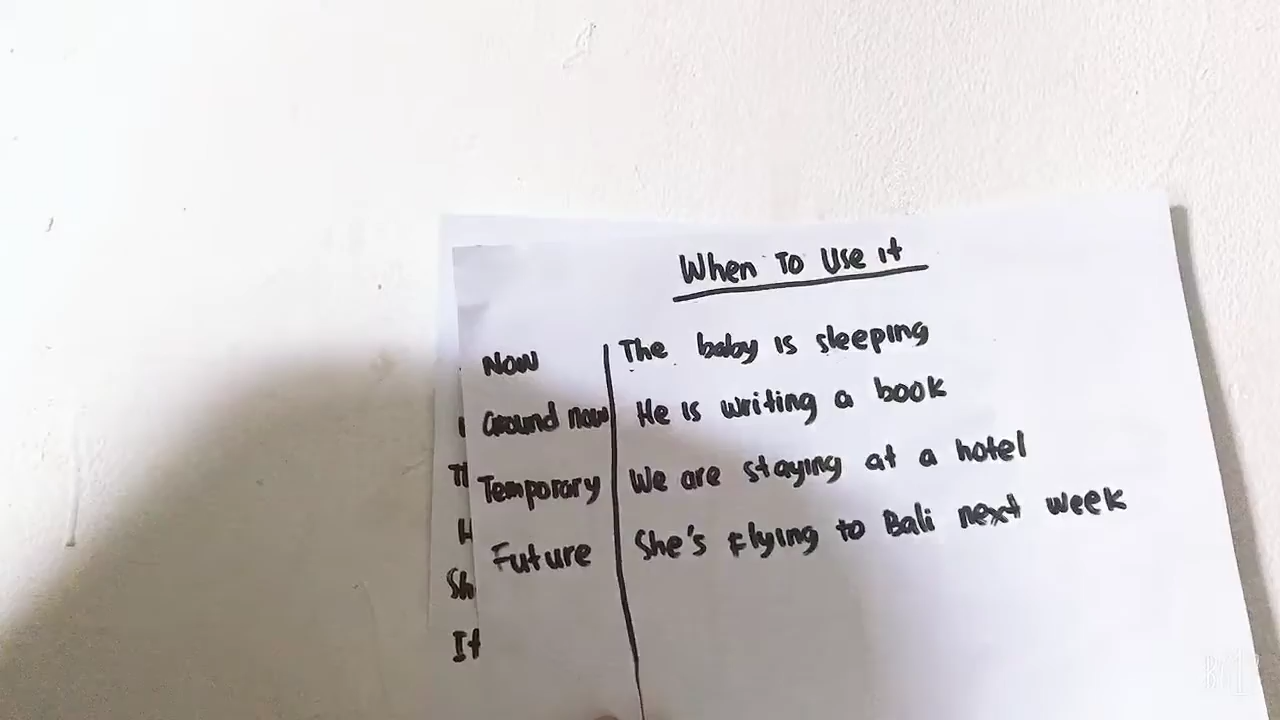 When To Use it
Now The baby is sleeping
around now He is writing a book
Temporary We are staying at a hotel
Future She's flying to Bali next week
It